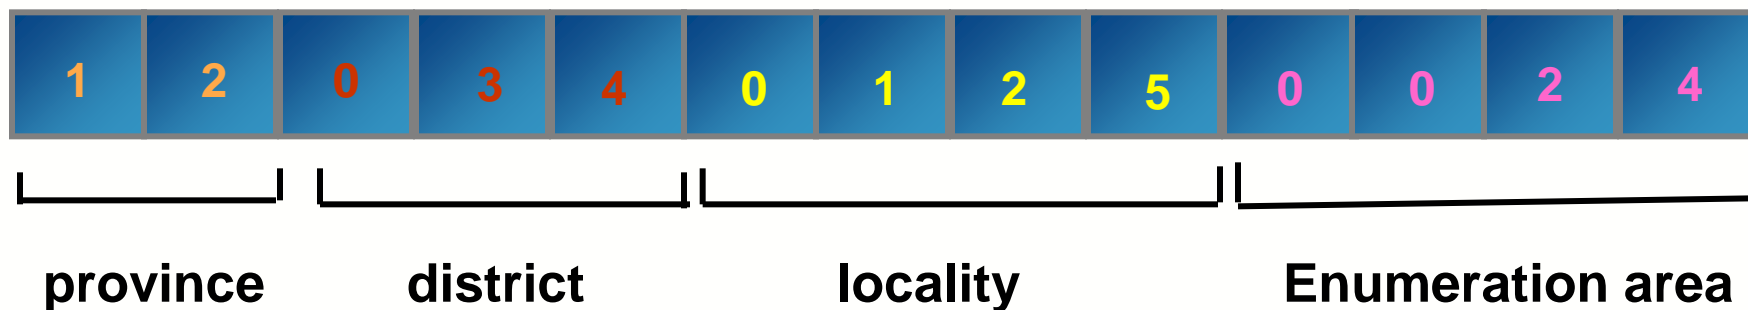 1 2 0 3 4 0 1 2 5 0 0 2 4
province district locality Enumeration area